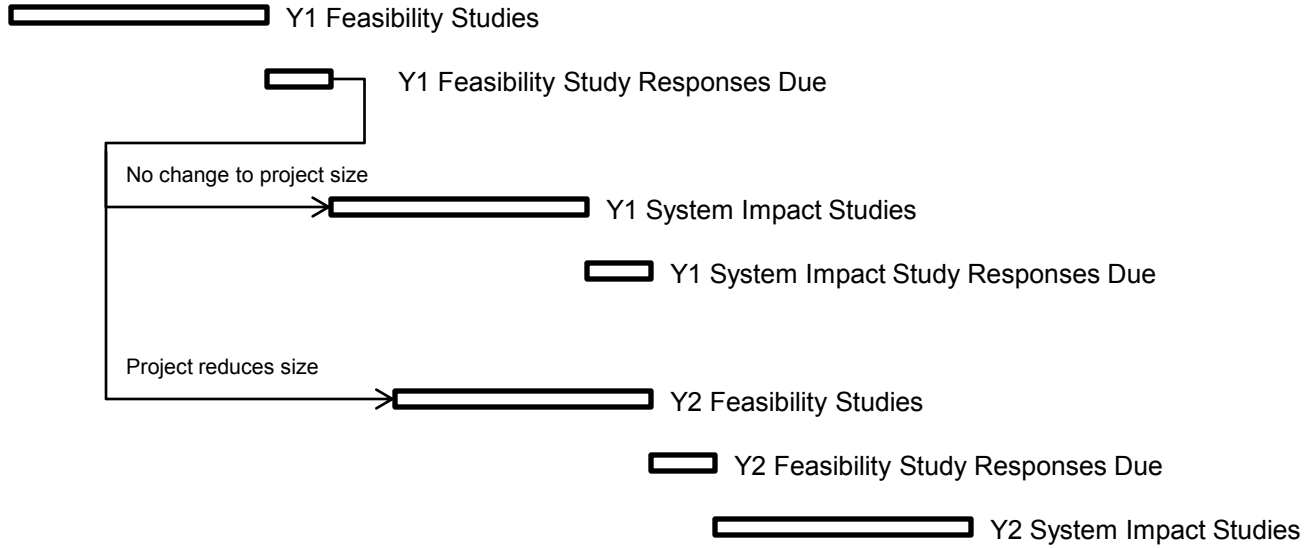 Y1 Feasibility Studies
Y1 Feasibility Study Responses Due
No change to project size
Y1 System Impact Studies
Y1 System Impact Study Responses Due
Project reduces size
Y2 Feasibility Studies
Y2 Feasibility Study Responses Due
Y2 System Impact Studies